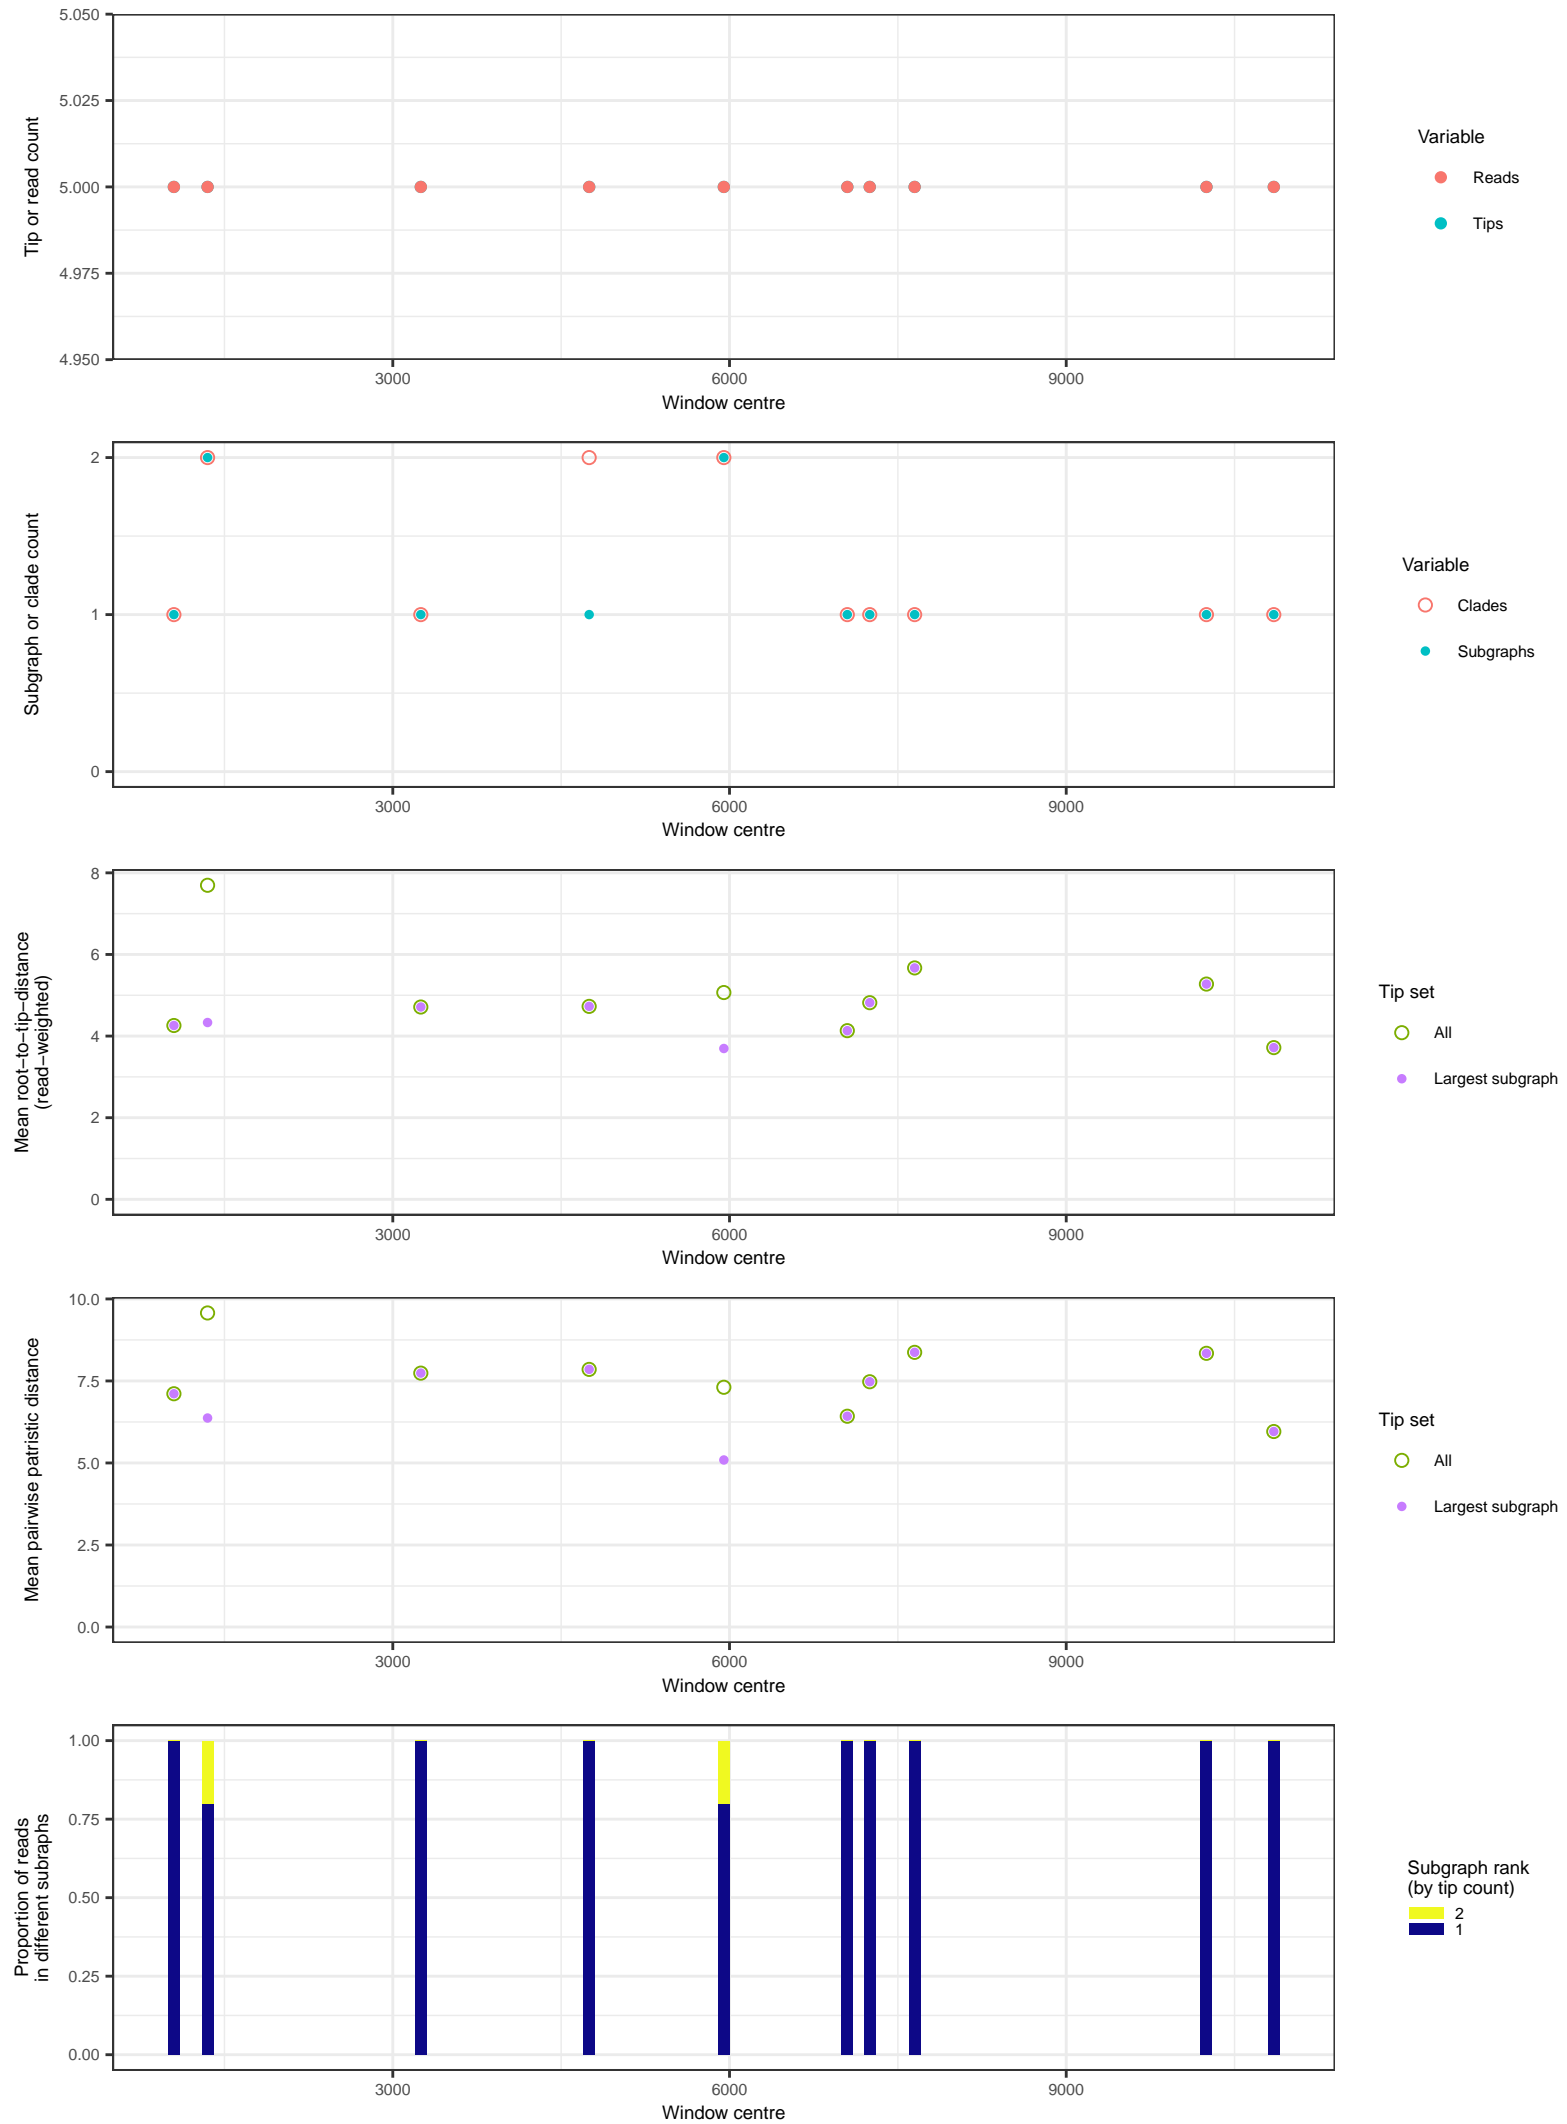 5.050
5.025
5.000
4.975
4.950
Tip or read count
3000
6000
9000
Window centre
Variable
Reads
Tips
2
1
0
Subgraph or clade count
3000
6000
9000
Window centre
Variable
Clades
Subgraphs
8
6
4
2
0
Mean root−to−tip−distance
(read−weighted)
3000
6000
9000
Window centre
Tip set
All
Largest subgraph
10.0
7.5
5.0
2.5
0.0
Mean pairwise patristic distance
3000
6000
9000
Window centre
Tip set
All
Largest subgraph
1.00
0.75
0.50
0.25
0.00
Proportion of reads
in different subraphs
3000
6000
9000
Window centre
Subgraph rank
(by tip count)
2
1